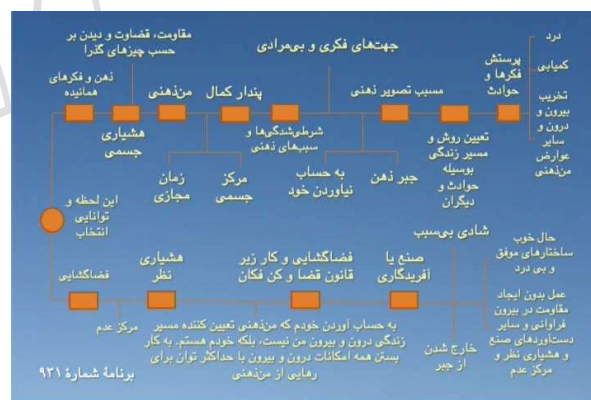 مقاومت، قضاوت و دیدن بر
حسب چیزهای گذرا
جهت‌های فکری و بی‌مرادی
پرستش
فکرها و
حوادث
درد
کمیابی
تخریب
بیرون و
درون و
سایر
عوارض
من‌ذهنی
ذهن و فکرهای
همانیده
من‌ذهنی
پندار کمال
مسبب تصویر ذهنی
هشیاری
جسمی
شرطی‌شدگی‌ها و
سبب‌های ذهنی
تعیین روش و
مسیر زندگی
بوسیله
حوادث و
دیگران
زمان
مجازی
مرکز
جسمی
به حساب
نیاوردن خود
جبر ذهن
این لحظه و
توانایی
انتخاب
شادی بی‌سبب
حال خوب
ساختارهای موفق
و بی درد
فضاگشایی
هشیاری
نظر
فضاگشایی و کار زیر
قانون قضا و کن فکان
صنع یا
آفریدگاری
عمل بدون ایجاد
مقاومت در بیرون
فراوانی و سایر
دست‌آوردهای صنع
و هشیاری نظر و
مرکز عدم
مرکز عدم
به حساب آوردن خودم که من‌ذهنی تعیین کننده مسیر
زندگی درون و بیرون من نیست، بلکه خودم هستم. به کار
بستن همه امکانات درون و بیرون با حداکثر توان برای
رهایی از من‌ذهنی
خارج شدن
از جبر
برنامهٔ شمارهٔ ۹۳۱